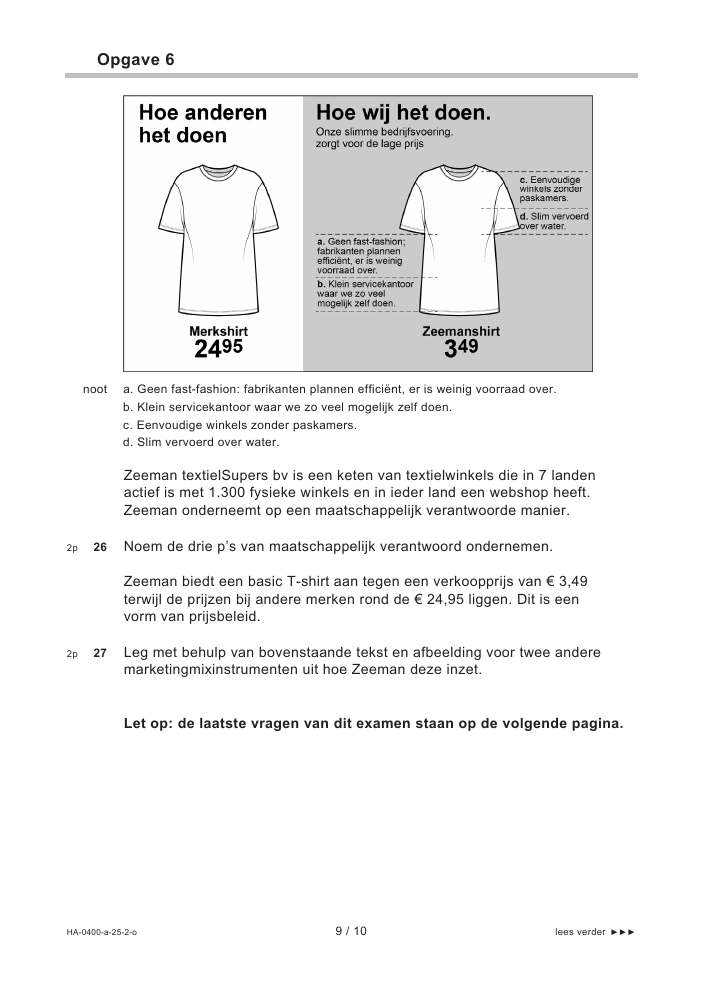 Opgave 6
Hoe anderen
het doen
Merkshirt
24 95
Hoe wij het doen.
Onze slimme bedrijfsvoering.
zorgt voor de lage prijs
c. Eenvoudige
winkels zonder
paskamers.
d. Slim vervoerd
over water.
a. Geen fast-fashion;
fabrikanten plannen
efficiënt, er is weinig
voorraad over.
b. Klein servicekantoor
waar we zo veel
mogelijk zelf doen.
Zeemanshirt
3 49
noot a. Geen fast-fashion: fabrikanten plannen efficiënt, er is weinig voorraad over.
b. Klein servicekantoor waar we zo veel mogelijk zelf doen.
c. Eenvoudige winkels zonder paskamers.
d. Slim vervoerd over water.
Zeeman textielSupers bv is een keten van textielwinkels die in 7 landen
actief is met 1.300 fysieke winkels en in ieder land een webshop heeft.
Zeeman onderneemt op een maatschappelijk verantwoorde manier.
2p 26 Noem de drie p’s van maatschappelijk verantwoord ondernemen.
Zeeman biedt een basic T-shirt aan tegen een verkoopprijs van € 3,49
terwijl de prijzen bij andere merken rond de € 24,95 liggen. Dit is een
vorm van prijsbeleid.
2p 27 Leg met behulp van bovenstaande tekst en afbeelding voor twee andere
marketingmixinstrumenten uit hoe Zeeman deze inzet.
Let op: de laatste vragen van dit examen staan op de volgende pagina.
HA-0400-a-25-2-o 9 / 10 lees verder ►►►